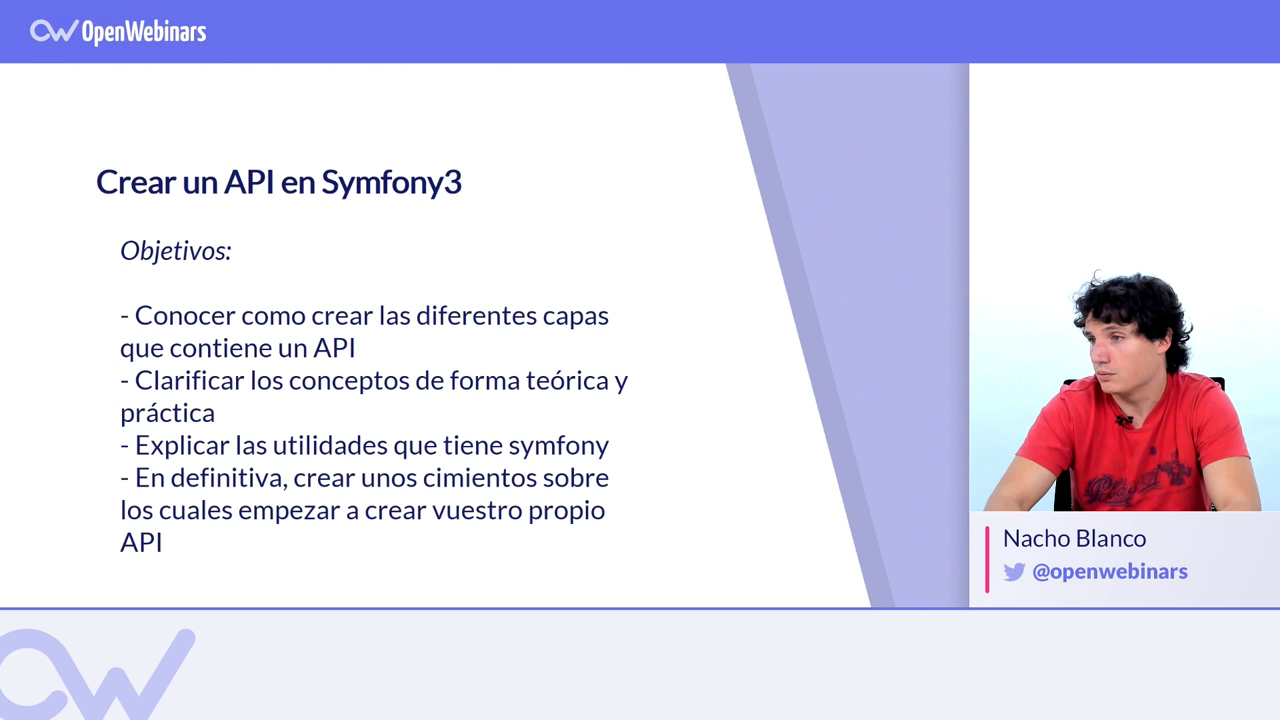 OpenWebinars
Crear un API en Symfony3
Objetivos:
- Conocer como crear las diferentes capas
que contiene un API
- Clarificar los conceptos de forma teórica y
práctica
- Explicar las utilidades que tiene symfony
- En definitiva, crear unos cimientos sobre
los cuales empezar a crear vuestro propio
API
Nacho Blanco
@openwebinars